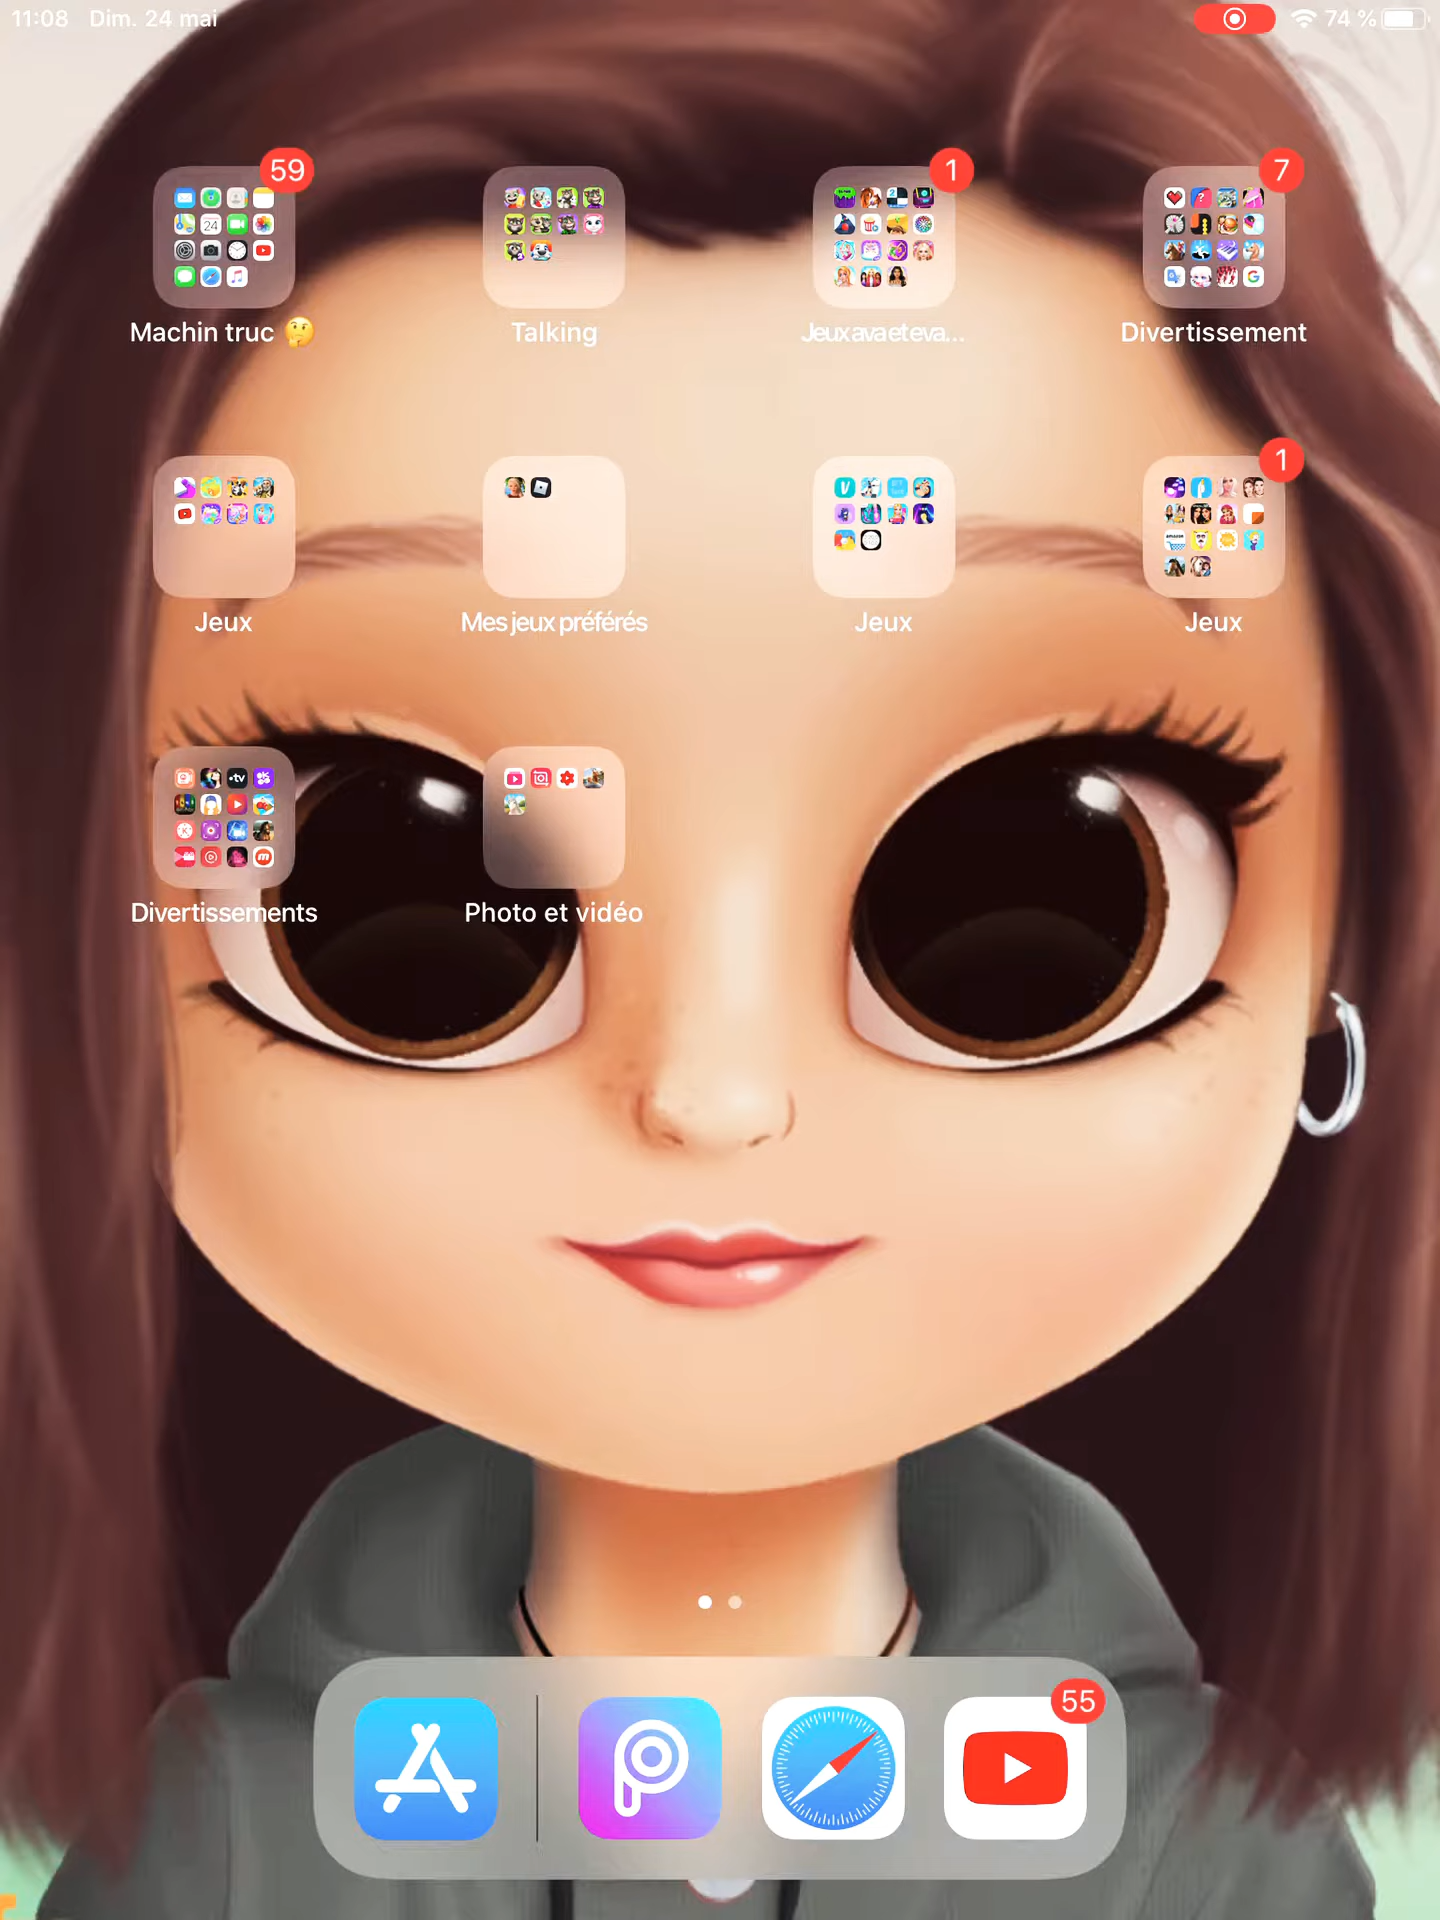 11:08 Dim. 24 mai 74 %
59 1 7
Machin truc 🤔 Talking Jeuxavaeteva... Divertissement
1
Jeux Mes jeux préférés Jeux Jeux
Divertissements Photo et vidéo
55